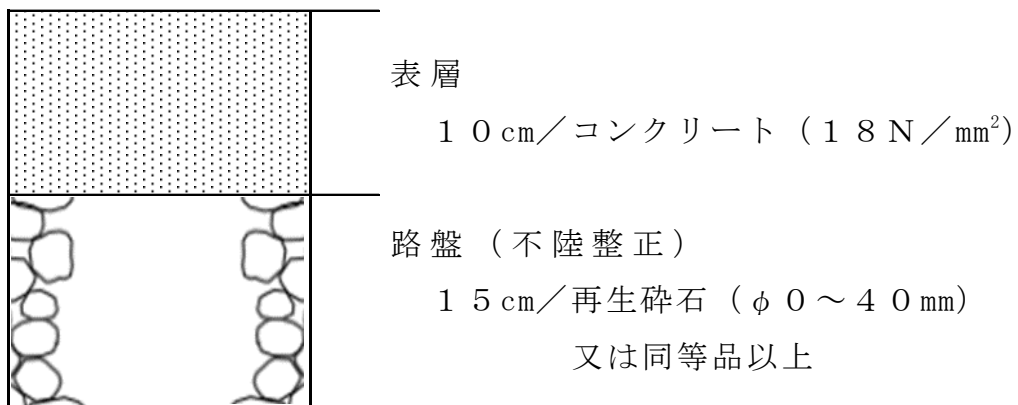 表層
１０㎝／コンクリート（１８Ｎ／㎜²）
路盤（不陸整正）
１５㎝／再生砕石（φ０～４０㎜）
又は同等品以上